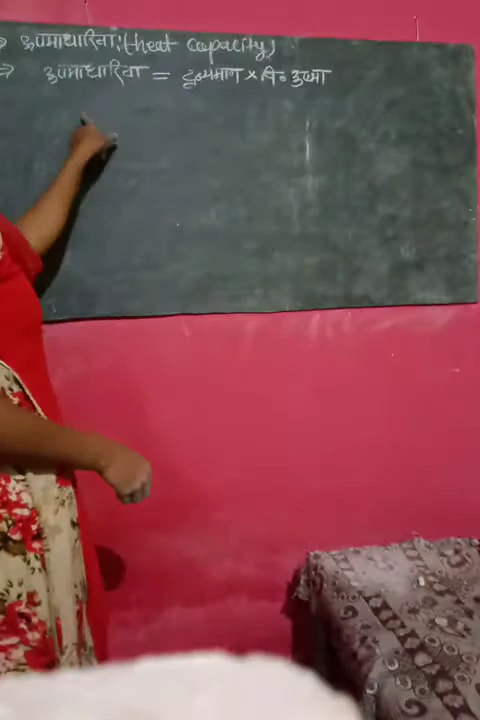 ⇒ ऊष्माधारिता: (heat capacity)
⇒ ऊष्माधारिता = द्रव्यमान × वि॰ ऊष्मा